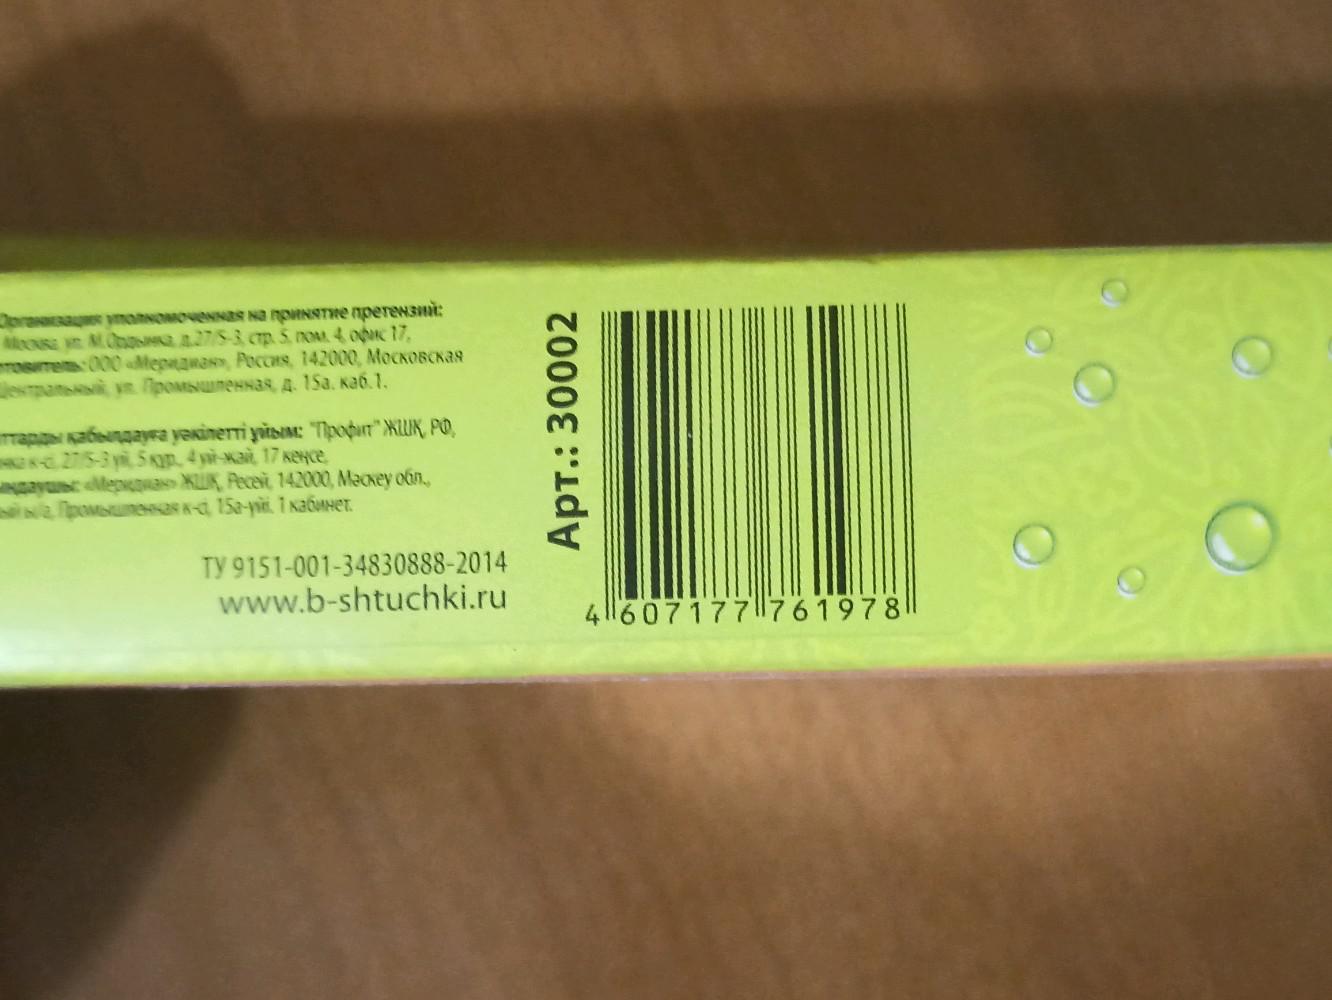 Организация уполномоченная на принятие претензий:
Москва, ул. М.Ордынка, д.27/5-3, стр. 5, пом. 4, офис 17,
ООО «Меридиан», Россия, 142000, Московская
Центральный, ул. Промышленная, д. 15а. каб.1.
қабылдауға уәкілетті ұйым: "Профит" ЖШҚ, РФ,
к-сі, 27/5-3 үй, 5 құр., 4 үй-жай, 17 кеңсе,
«Меридиан» ЖШҚ, Ресей, 142000, Мәскеу обл.,
Промышленная к-сі, 15а-үйі. 1 кабинет.
ТУ 9151-001-34830888-2014
www.b-shtuchki.ru
Арт.: 30002
4 607177 761978